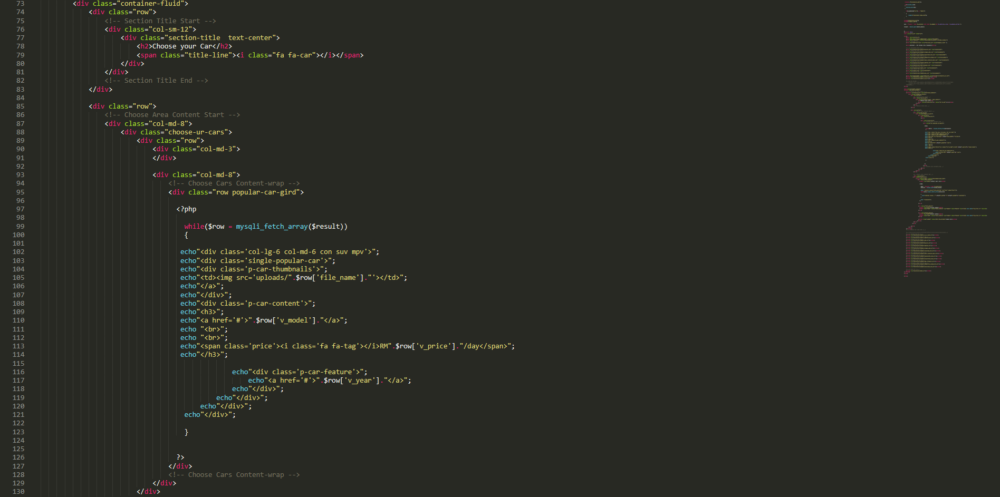 73 <div class="container-fluid">
74 <div class="row">
75 <!-- Section Title Start -->
76 <div class="col-sm-12">
77 <div class="section-title  text-center">
78 <h2>Choose your Car</h2>
79 <span class="title-line"><i class="fa fa-car"></i></span>
80 </div>
81 </div>
82 <!-- Section Title End -->
83 </div>
84
85 <div class="row">
86 <!-- Choose Area Content Start -->
87 <div class="col-md-8">
88 <div class="choose-ur-cars">
89 <div class="row">
90 <div class="col-md-3">
91 </div>
92
93 <div class="col-md-8">
94 <!-- Choose Cars Content-wrap -->
95 <div class="row popular-car-gird">
96
97 <?php
98
99 while($row = mysqli_fetch_array($result))
100 {
101
102 echo"<div class='col-lg-6 col-md-6 con suv mpv'>";
103 echo"<div class='single-popular-car'>";
104 echo"<div class='p-car-thumbnails'>";
105 echo"<td><img src='uploads/".$row['file_name']."'></td>";
106 echo"</a>";
107 echo"</div>";
108 echo"<div class='p-car-content'>";
109 echo"<h3>";
110 echo"<a href='#'>".$row['v_model']."</a>";
111 echo "<br>";
112 echo "<br>";
113 echo"<span class='price'><i class='fa fa-tag'></i>RM".$row['v_price']."/day</span>";
114 echo"</h3>";
115
116 echo"<div class='p-car-feature'>";
117 echo"<a href='#'>".$row['v_year']."</a>";
118 echo"</div>";
119 echo"</div>";
120 echo"</div>";
121 echo"</div>";
122
123 }
124
125
126 ?>
127 </div>
128 <!-- Choose Cars Content-wrap -->
129 </div>
130 </div>